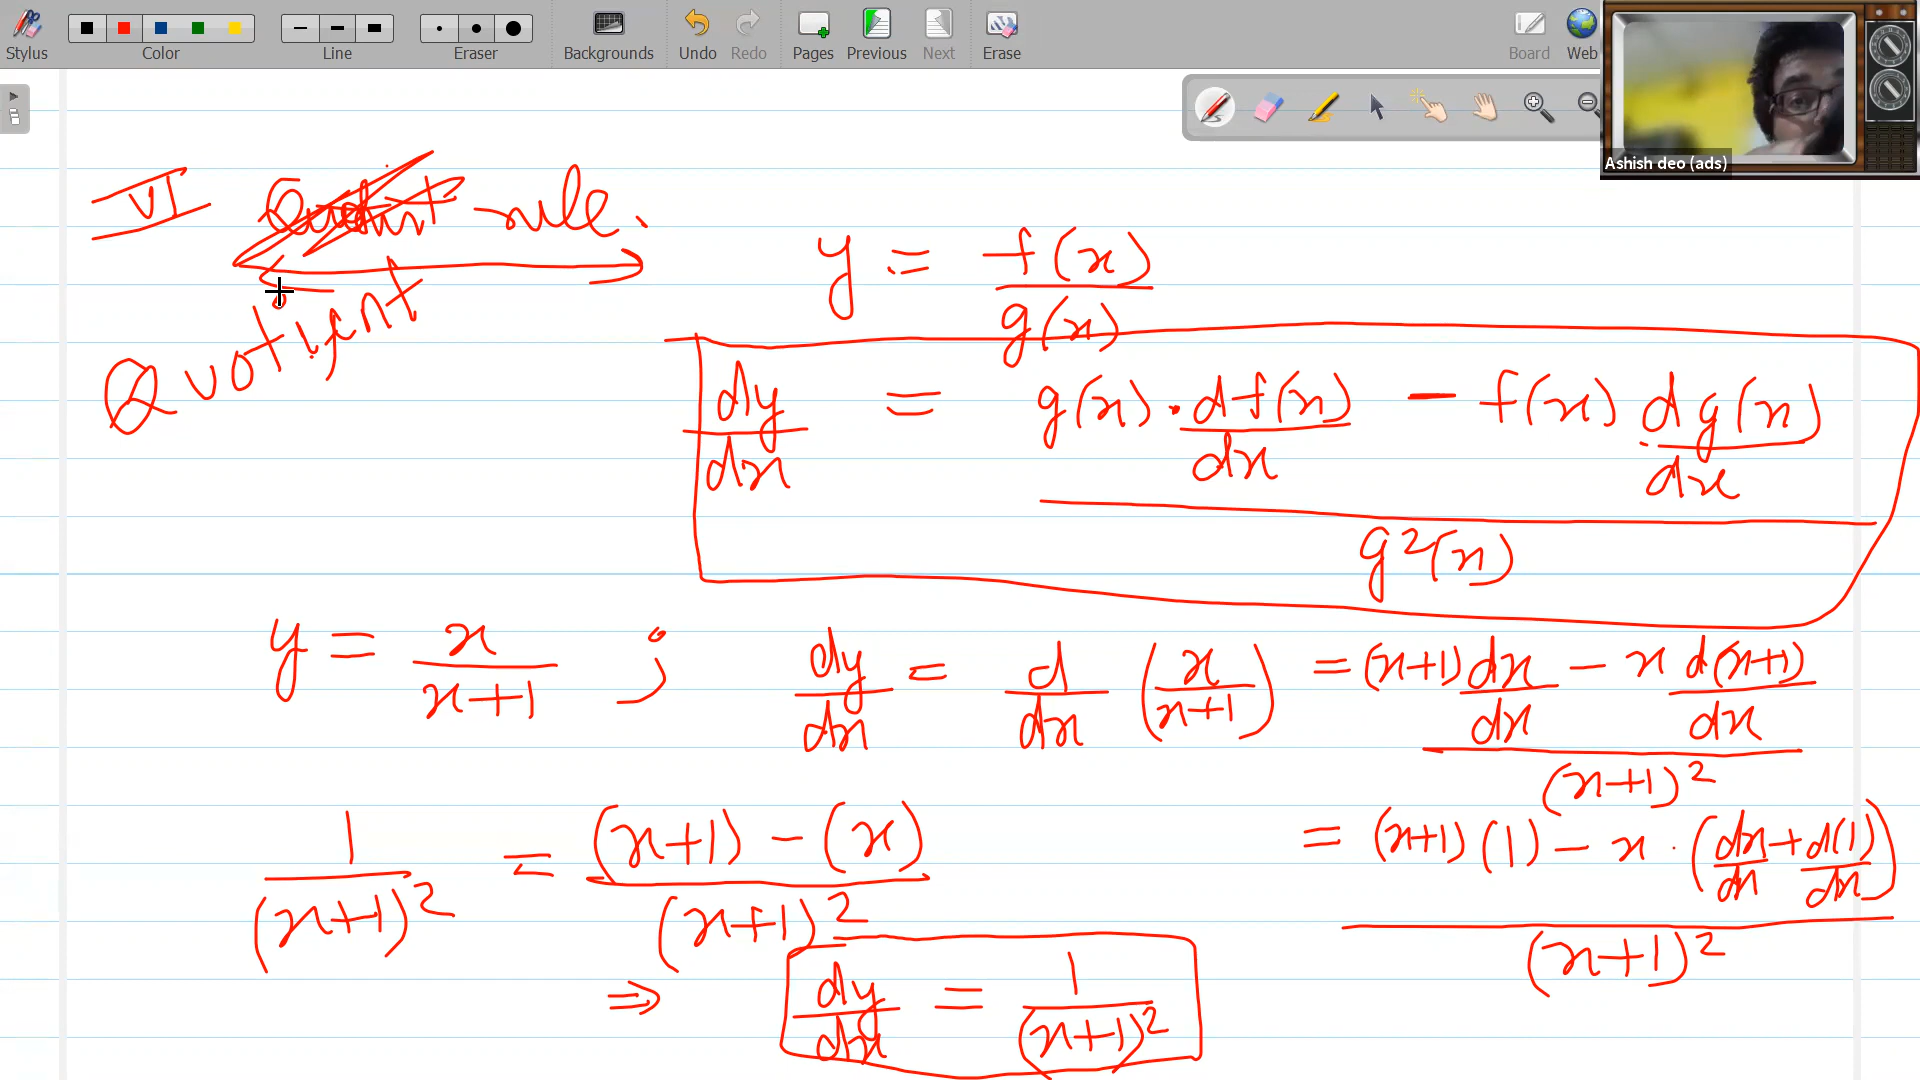 Stylus Color Line Eraser Backgrounds Undo Redo Pages Previous Next Erase Board Web
Ashish deo (ads)
VI rule.
Quotient
y = f(x)/g(x)
dy/dx = (g(x) · df(x)/dx − f(x) dg(x)/dx) / g²(x)
y = x/(x+1) ; dy/dx = d/dx (x/(x+1)) = ((x+1) dx/dx − x d(x+1)/dx) / (x+1)²
= ((x+1)(1) − x · (dx/dx + d(1)/dx)) / (x+1)²
1/(x+1)² = ((x+1) − (x)) / (x+1)²
⇒ dy/dx = 1/(x+1)²